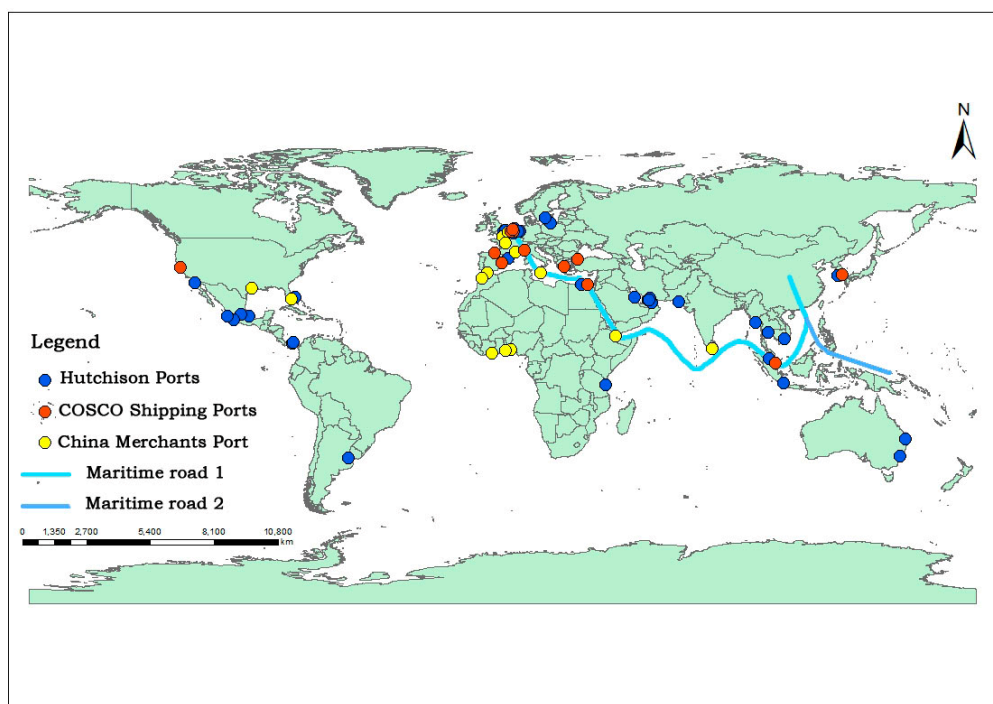 N
Legend
Hutchison Ports
COSCO Shipping Ports
China Merchants Port
Maritime road 1
Maritime road 2
0 1,350 2,700 5,400 8,100 10,800
km